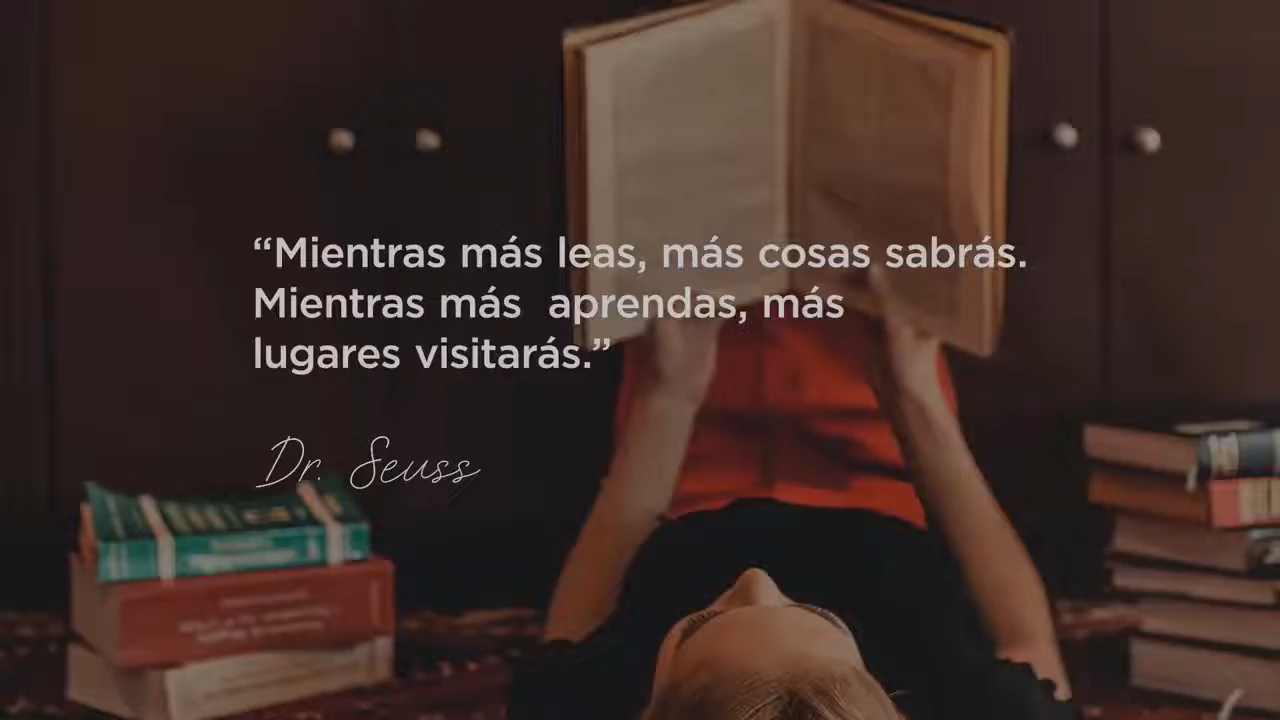 “Mientras más leas, más cosas sabrás.
Mientras más  aprendas, más
lugares visitarás.”
Dr. Seuss